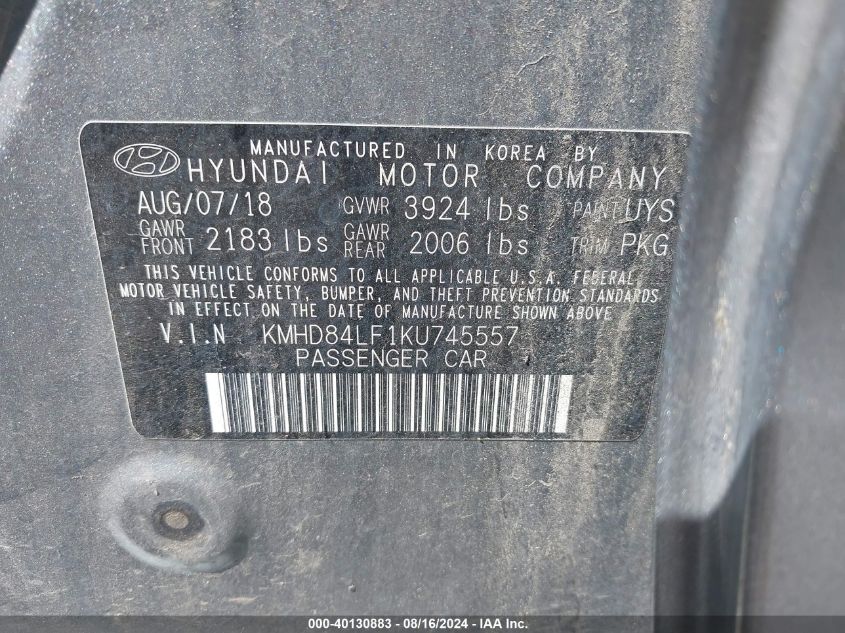 MANUFACTURED IN KOREA BY
HYUNDAI MOTOR COMPANY
AUG/07/18 GVWR 3924 lbs PAINT UYS
GAWR FRONT 2183 lbs GAWR REAR 2006 lbs TRIM PKG
THIS VEHICLE CONFORMS TO ALL APPLICABLE U.S.A. FEDERAL
MOTOR VEHICLE SAFETY, BUMPER, AND THEFT PREVENTION STANDARDS
IN EFFECT ON THE DATE OF MANUFACTURE SHOWN ABOVE
V.I.N KMHD84LF1KU745557
PASSENGER CAR
000-40130883 - 08/16/2024 - IAA Inc.